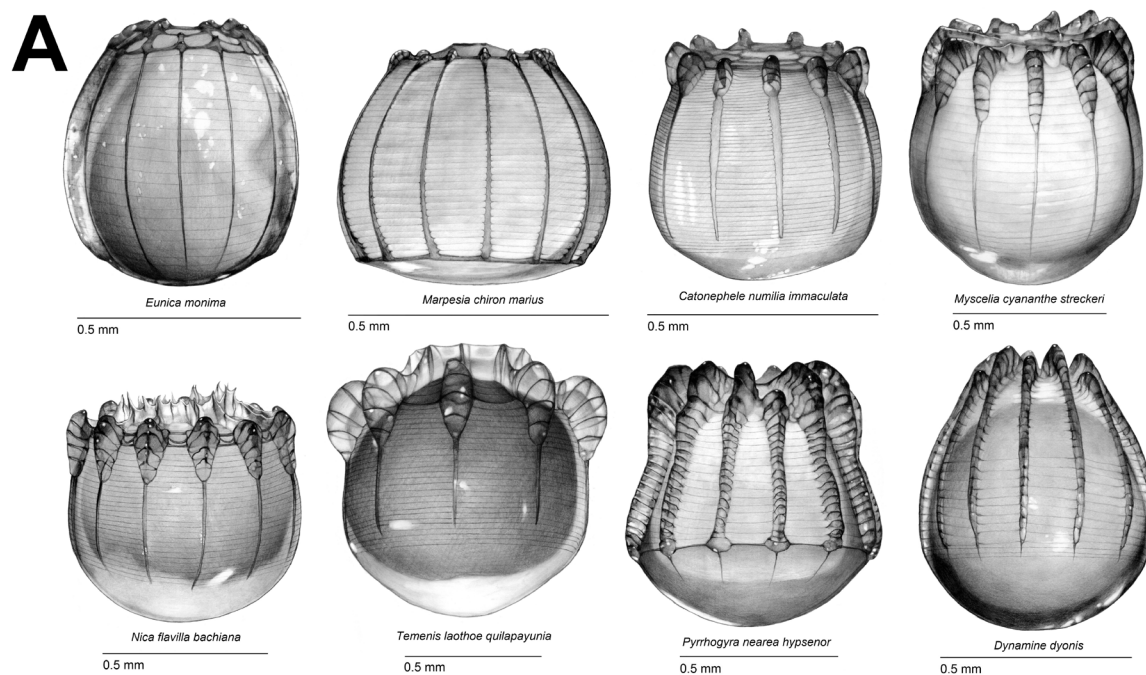 A
Eunica monima
0.5 mm
Marpesia chiron marius
0.5 mm
Catonephele numilia immaculata
0.5 mm
Myscelia cyananthe streckeri
0.5 mm
Nica flavilla bachiana
0.5 mm
Temenis laothoe quilapayunia
0.5 mm
Pyrrhogyra nearea hypsenor
0.5 mm
Dynamine dyonis
0.5 mm